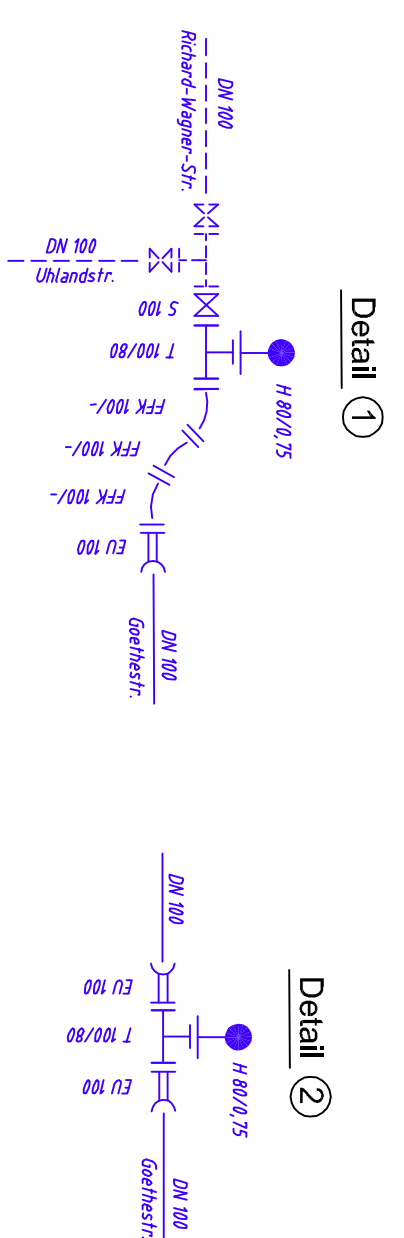 Detail 1
DN 100
Richard-Wagner-Str.
DN 100
Uhlandstr.
S 100
T 100/80
H 80/0,75
FFK 100/-
FFK 100/-
FFK 100/-
EU 100
DN 100
Goethestr.
Detail 2
DN 100
EU 100
T 100/80
H 80/0,75
EU 100
DN 100
Goethestr.